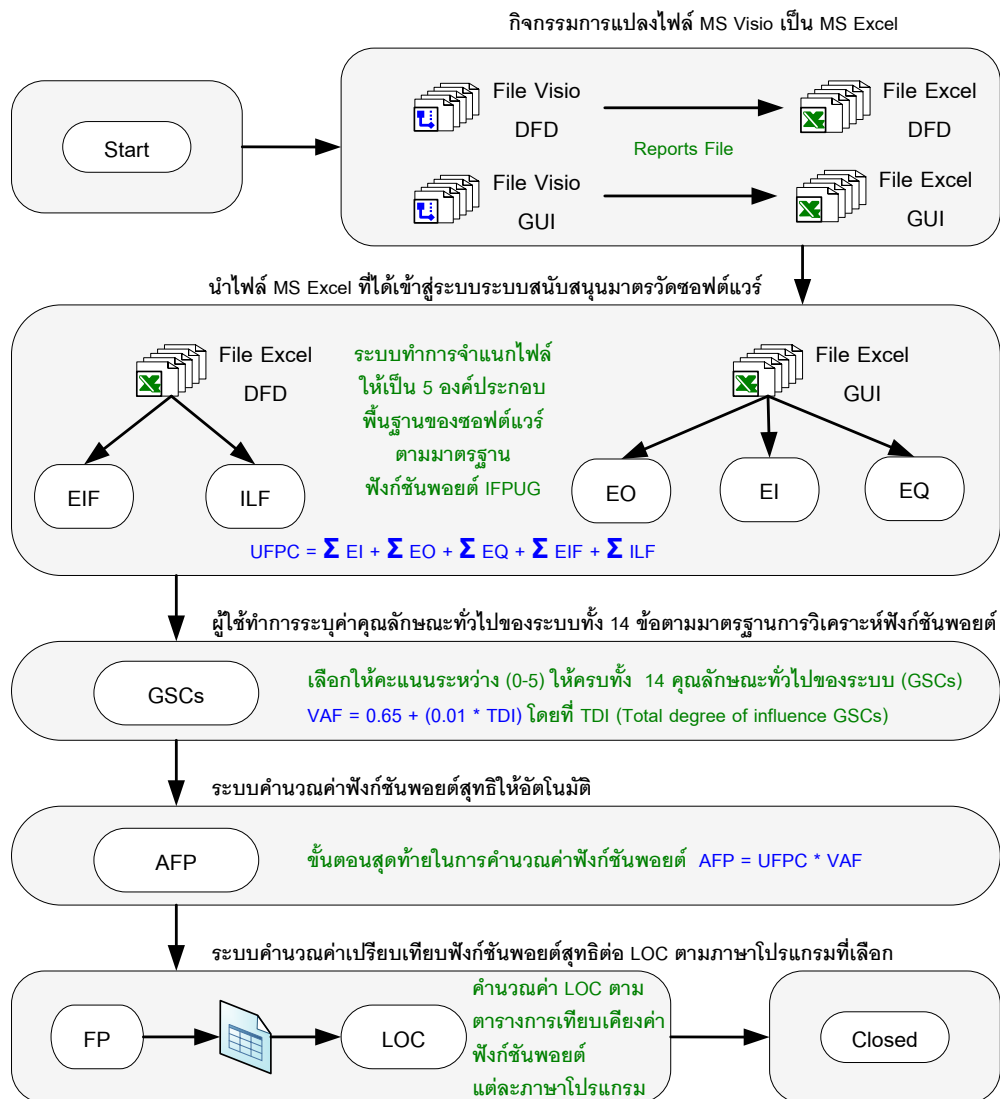 กิจกรรมการแปลงไฟล์ MS Visio เป็น MS Excel
Start
File Visio
DFD
Reports File
File Excel
DFD
File Visio
GUI
File Excel
GUI
นำไฟล์ MS Excel ที่ได้เข้าสู่ระบบระบบสนับสนุนมาตรวัดซอฟต์แวร์
File Excel
DFD
ระบบทำการจำแนกไฟล์
ให้เป็น 5 องค์ประกอบ
พื้นฐานของซอฟต์แวร์
ตามมาตรฐาน
ฟังก์ชันพอยต์ IFPUG
File Excel
GUI
EIF
ILF
EO
EI
EQ
UFPC = Σ EI + Σ EO + Σ EQ + Σ EIF + Σ ILF
ผู้ใช้ทำการระบุค่าคุณลักษณะทั่วไปของระบบทั้ง 14 ข้อตามมาตรฐานการวิเคราะห์ฟังก์ชันพอยต์
GSCs
เลือกให้คะแนนระหว่าง (0-5) ให้ครบทั้ง 14 คุณลักษณะทั่วไปของระบบ (GSCs)
VAF = 0.65 + (0.01 * TDI) โดยที่ TDI (Total degree of influence GSCs)
ระบบคำนวณค่าฟังก์ชันพอยต์สุทธิให้อัตโนมัติ
AFP
ขั้นตอนสุดท้ายในการคำนวณค่าฟังก์ชันพอยต์ AFP = UFPC * VAF
ระบบคำนวณค่าเปรียบเทียบฟังก์ชันพอยต์สุทธิต่อ LOC ตามภาษาโปรแกรมที่เลือก
FP
LOC
คำนวณค่า LOC ตาม
ตารางการเทียบเคียงค่า
ฟังก์ชันพอยต์
แต่ละภาษาโปรแกรม
Closed